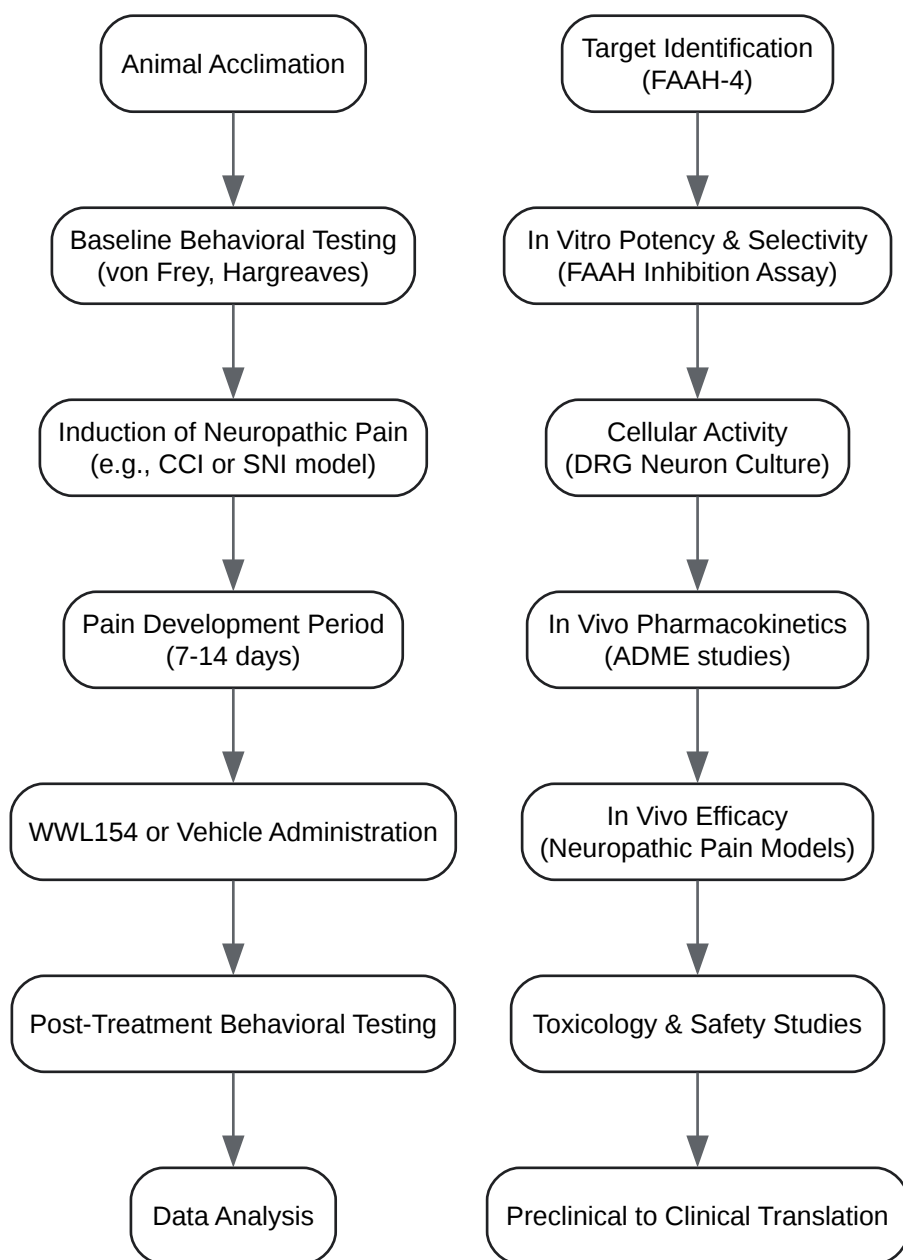 Animal Acclimation
Baseline Behavioral Testing
(von Frey, Hargreaves)
Induction of Neuropathic Pain
(e.g., CCI or SNI model)
Pain Development Period
(7-14 days)
WWL154 or Vehicle Administration
Post-Treatment Behavioral Testing
Data Analysis
Target Identification
(FAAH-4)
In Vitro Potency & Selectivity
(FAAH Inhibition Assay)
Cellular Activity
(DRG Neuron Culture)
In Vivo Pharmacokinetics
(ADME studies)
In Vivo Efficacy
(Neuropathic Pain Models)
Toxicology & Safety Studies
Preclinical to Clinical Translation